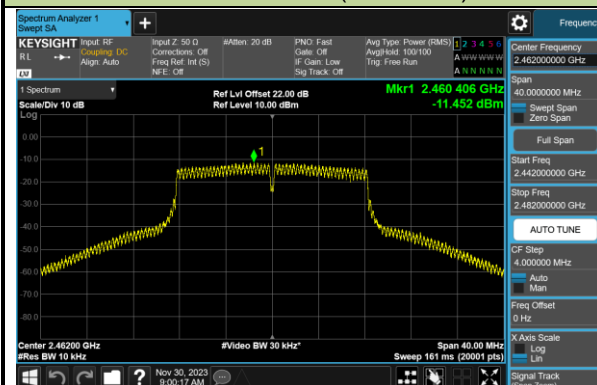 Spectrum Analyzer 1
Swept SA
+
Frequenc
KEYSIGHT Input: RF Input Z: 50 Ω #Atten: 20 dB PNO: Fast Avg Type: Power (RMS) 1 2 3 4 5 6
RL Coupling: DC Corrections: Off Gate: Off Avg|Hold: 100/100 A WW WW W
Align: Auto Freq Ref: Int (S) IF Gain: Low Trig: Free Run
NFE: Off Sig Track: Off A N N N N N
1 Spectrum
Scale/Div 10 dB
Log
Ref Lvl Offset 22.00 dB
Ref Level 10.00 dBm
Mkr1 2.460 406 GHz
-11.452 dBm
0.00
-10.0
-20.0
-30.0
-40.0
-50.0
-60.0
-70.0
-80.0
1
Center 2.46200 GHz #Video BW 30 kHz* Span 40.00 MHz
#Res BW 10 kHz Sweep 161 ms (20001 pts)
Nov 30, 2023
9:00:17 AM
Center Frequency
2.462000000 GHz
Span
40.0000000 MHz
Swept Span
Zero Span
Full Span
Start Freq
2.442000000 GHz
Stop Freq
2.482000000 GHz
AUTO TUNE
CF Step
4.000000 MHz
Auto
Man
Freq Offset
0 Hz
X Axis Scale
Log
Lin
Signal Track